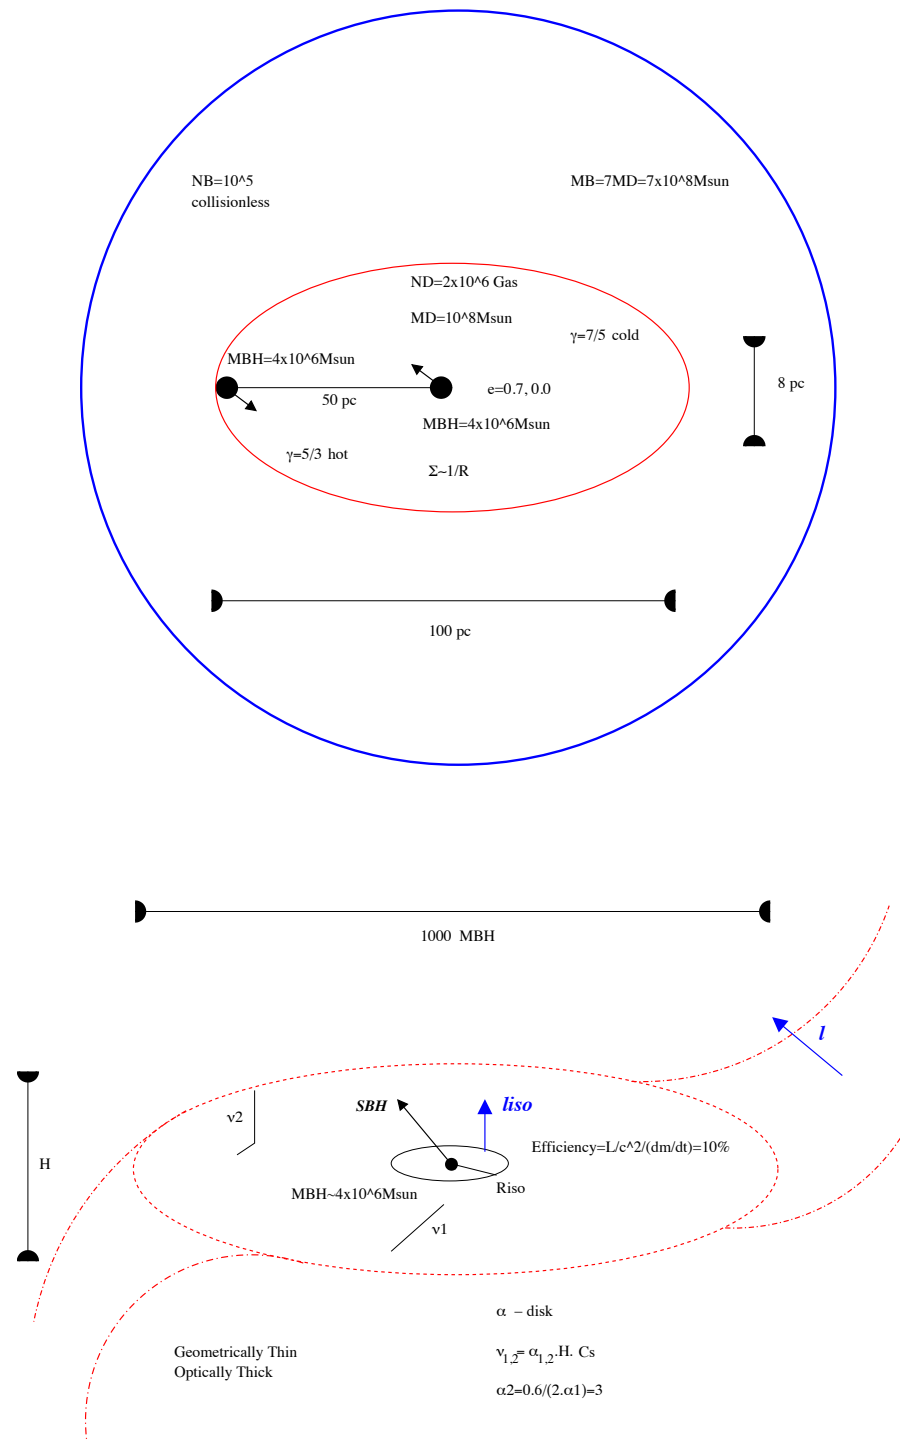 NB=10^5
collisionless
MB=7MD=7x10^8Msun
ND=2x10^6 Gas
MD=10^8Msun
γ=7/5 cold
MBH=4x10^6Msun
50 pc
e=0.7, 0.0
8 pc
MBH=4x10^6Msun
γ=5/3 hot
Σ~1/R
100 pc
1000 MBH
l
ν2
SBH
liso
Efficiency=L/c^2/(dm/dt)=10%
H
Riso
MBH~4x10^6Msun
ν1
α – disk
Geometrically Thin
Optically Thick
ν1,2= α1,2.H. Cs
α2=0.6/(2.α1)=3